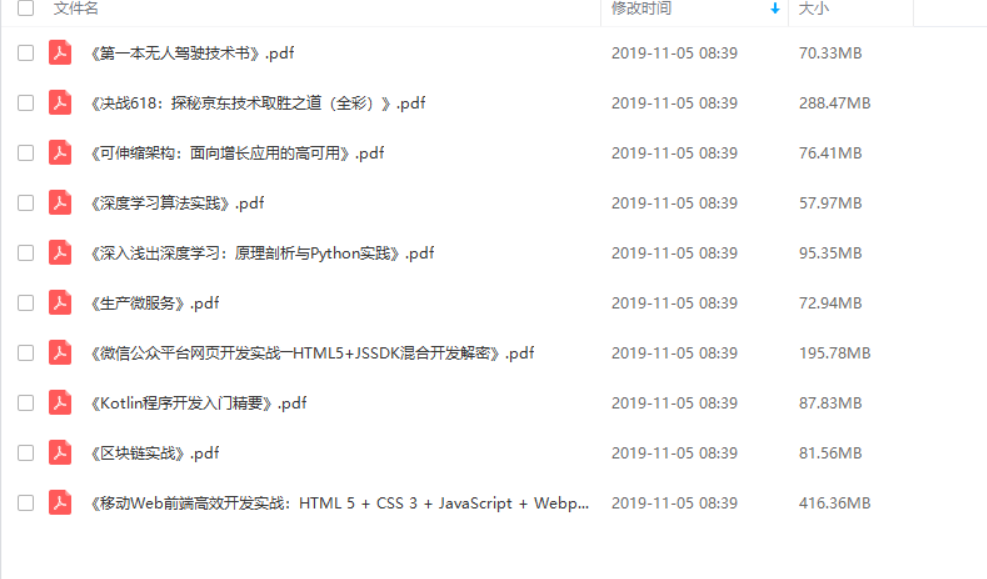 文件名 修改时间 大小
《第一本无人驾驶技术书》.pdf 2019-11-05 08:39 70.33MB
《决战618：探秘京东技术取胜之道（全彩）》.pdf 2019-11-05 08:39 288.47MB
《可伸缩架构：面向增长应用的高可用》.pdf 2019-11-05 08:39 76.41MB
《深度学习算法实践》.pdf 2019-11-05 08:39 57.97MB
《深入浅出深度学习：原理剖析与Python实践》.pdf 2019-11-05 08:39 95.35MB
《生产微服务》.pdf 2019-11-05 08:39 72.94MB
《微信公众平台网页开发实战—HTML5+JSSDK混合开发解密》.pdf 2019-11-05 08:39 195.78MB
《Kotlin程序开发入门精要》.pdf 2019-11-05 08:39 87.83MB
《区块链实战》.pdf 2019-11-05 08:39 81.56MB
《移动Web前端高效开发实战：HTML 5 + CSS 3 + JavaScript + Webp... 2019-11-05 08:39 416.36MB